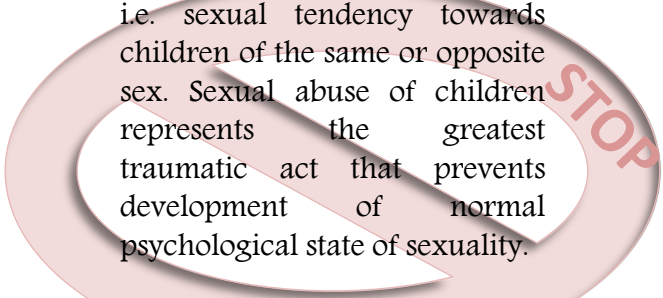 i.e. sexual tendency towards
children of the same or opposite
sex. Sexual abuse of children
represents the greatest
traumatic act that prevents
development of normal
psychological state of sexuality.
STOP